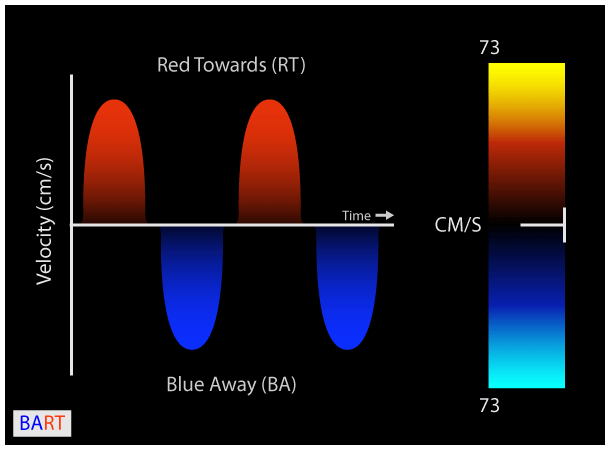 73
Red Towards (RT)
Time
CM/S
Velocity (cm/s)
Blue Away (BA)
73
BART